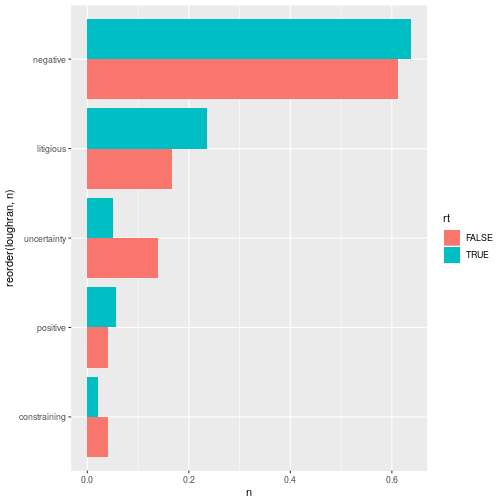 negative
litigious
uncertainty
positive
constraining
reorder(loughran, n)
0.0 0.2 0.4 0.6
n
rt
FALSE
TRUE